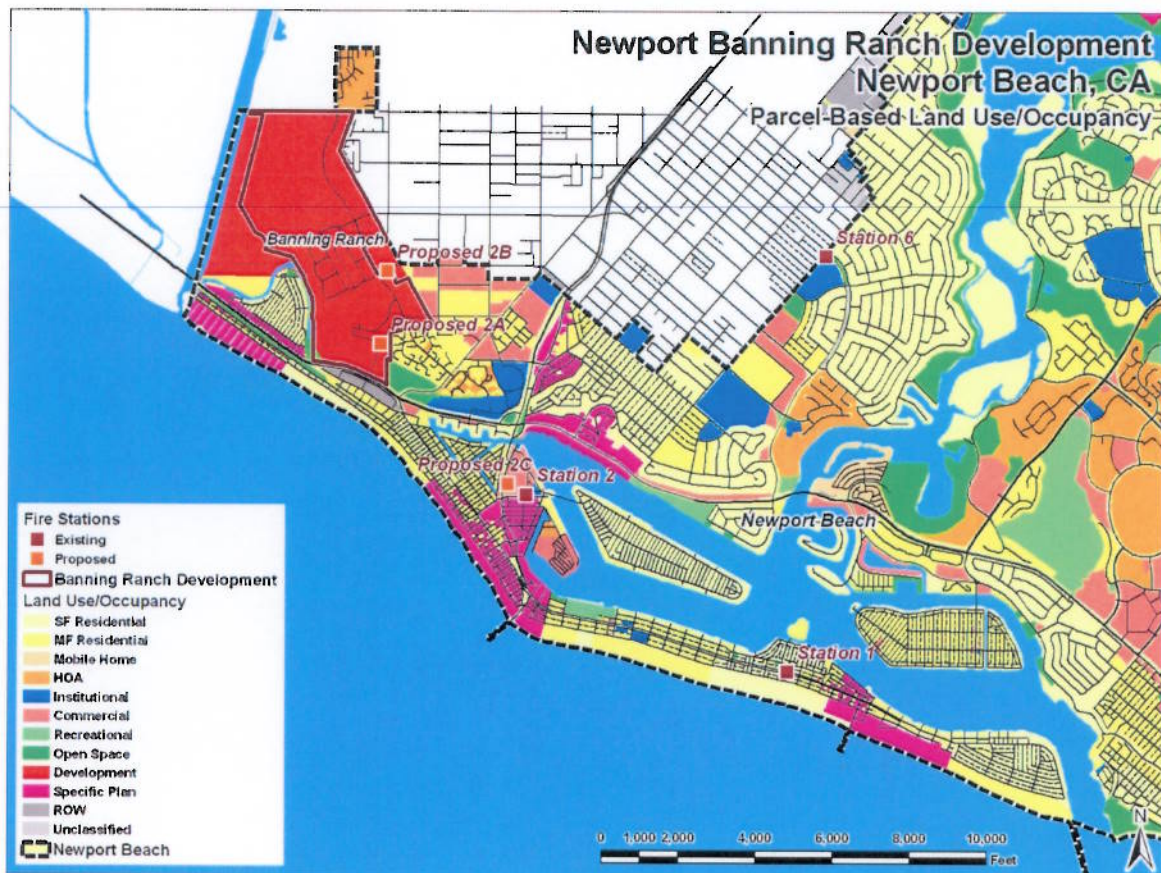 Newport Banning Ranch Development
Newport Beach, CA
Parcel-Based Land Use/Occupancy
Station 6
Banning Ranch
Proposed 2B
Proposed 2A
Proposed 2C
Station 2
Newport Beach
Station 1
Fire Stations
Existing
Proposed
Banning Ranch Development
Land Use/Occupancy
SF Residential
MF Residential
Mobile Home
HOA
Institutional
Commercial
Recreational
Open Space
Development
Specific Plan
ROW
Unclassified
Newport Beach
N
0 1,000 2,000 4,000 6,000 8,000 10,000
Feet